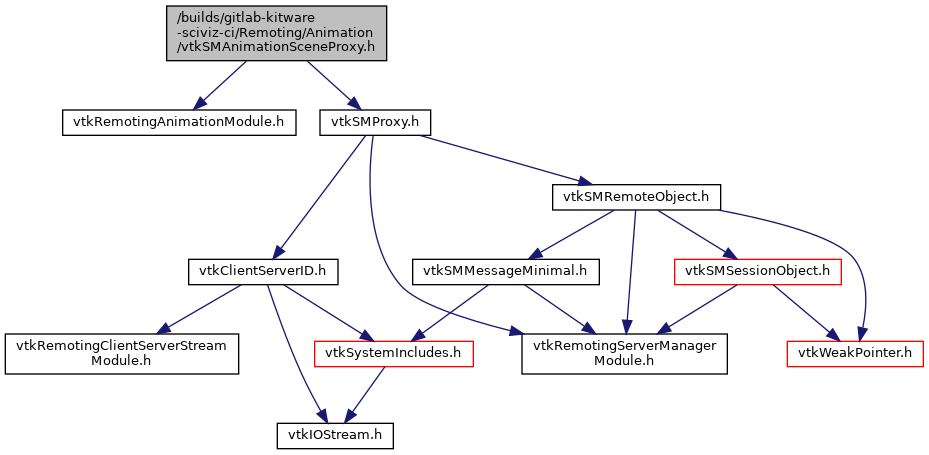 /builds/gitlab-kitware
-sciviz-ci/Remoting/Animation
/vtkSMAnimationSceneProxy.h
vtkRemotingAnimationModule.h
vtkSMProxy.h
vtkSMRemoteObject.h
vtkClientServerID.h
vtkSMMessageMinimal.h
vtkSMSessionObject.h
vtkRemotingClientServerStream
Module.h
vtkSystemIncludes.h
vtkRemotingServerManager
Module.h
vtkWeakPointer.h
vtkIOStream.h